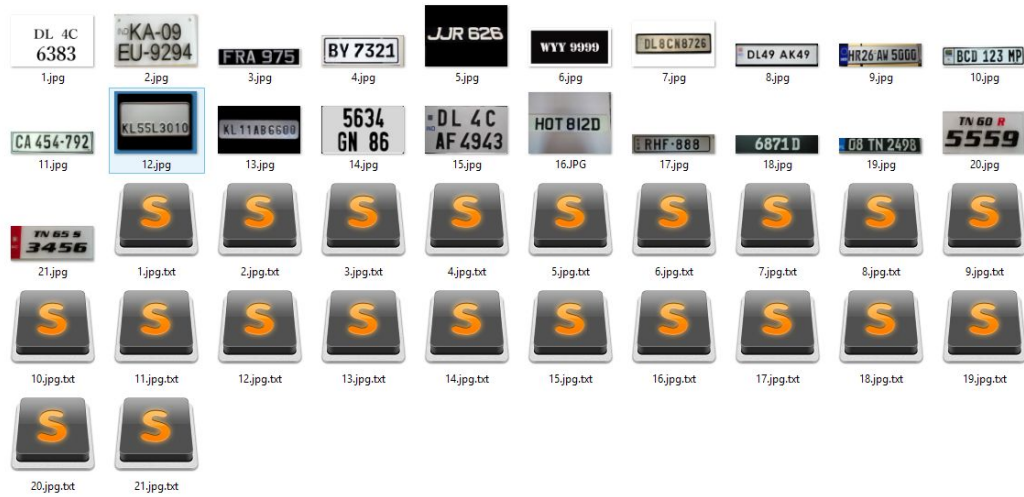 DL 4C
6383
IND KA-09
EU-9294
FRA 975
BY 7321
JJR 626
WYY 9999
DL8CN8726
DL49 AK49
HR26 AW 5000
BCD 123 MP
1.jpg
2.jpg
3.jpg
4.jpg
5.jpg
6.jpg
7.jpg
8.jpg
9.jpg
10.jpg
CA 454-792
KL55L3010
KL11AB6600
5634
GN 86
DL 4C
AF 4943
HOT 812D
RHF·888
6871 D
08 TN 2498
TN 60 R
5559
11.jpg
12.jpg
13.jpg
14.jpg
15.jpg
16.JPG
17.jpg
18.jpg
19.jpg
20.jpg
TN 65 S
3456
21.jpg
1.jpg.txt
2.jpg.txt
3.jpg.txt
4.jpg.txt
5.jpg.txt
6.jpg.txt
7.jpg.txt
8.jpg.txt
9.jpg.txt
10.jpg.txt
11.jpg.txt
12.jpg.txt
13.jpg.txt
14.jpg.txt
15.jpg.txt
16.jpg.txt
17.jpg.txt
18.jpg.txt
19.jpg.txt
20.jpg.txt
21.jpg.txt